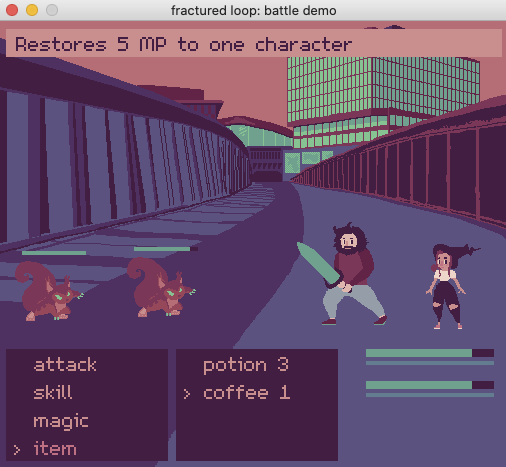 fractured loop: battle demo
Restores 5 MP to one character
attack
skill
magic
> item
potion 3
> coffee 1